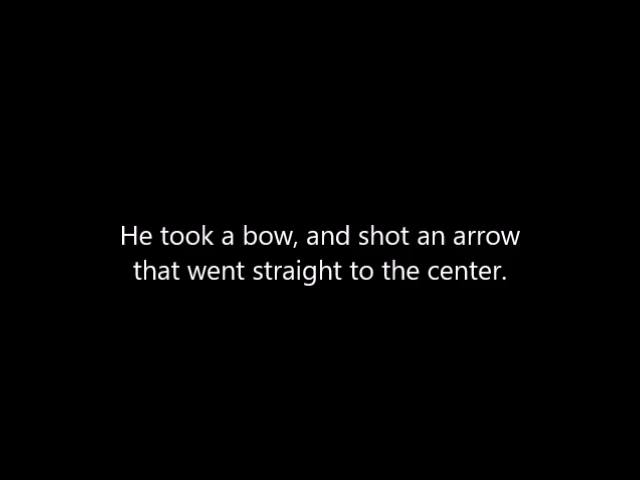 He took a bow, and shot an arrow
that went straight to the center.